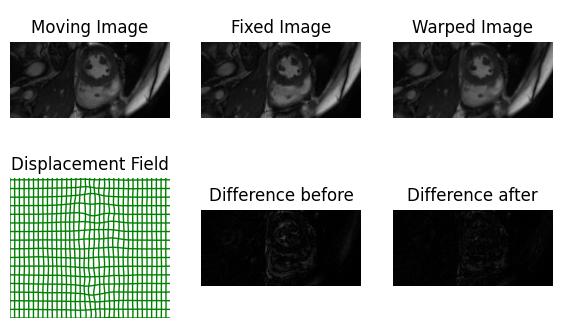 Moving Image
Fixed Image
Warped Image
Displacement Field
Difference before
Difference after